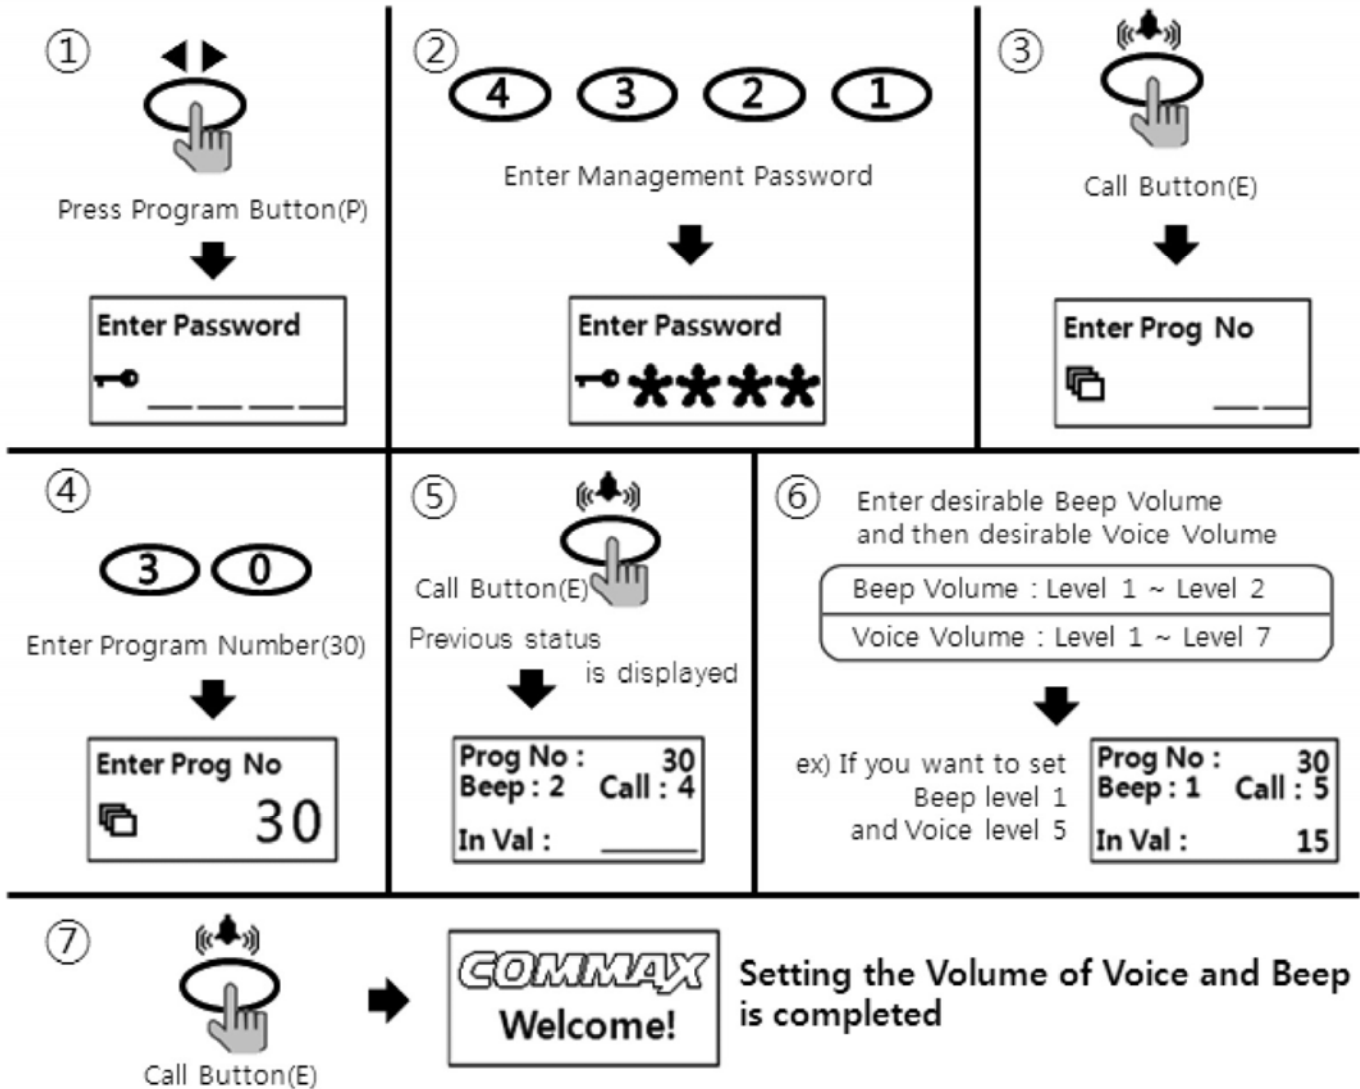 ①
Press Program Button(P)
Enter Password
②
4 3 2 1
Enter Management Password
Enter Password
③
Call Button(E)
Enter Prog No
④
3 0
Enter Program Number(30)
Enter Prog No
30
⑤
Call Button(E)
Previous status
is displayed
Prog No : 30
Beep : 2 Call : 4
In Val :
⑥
Enter desirable Beep Volume
and then desirable Voice Volume
Beep Volume : Level 1 ~ Level 2
Voice Volume : Level 1 ~ Level 7
ex) If you want to set
Beep level 1
and Voice level 5
Prog No : 30
Beep : 1 Call : 5
In Val : 15
⑦
Call Button(E)
COMMAX
Welcome!
Setting the Volume of Voice and Beep
is completed